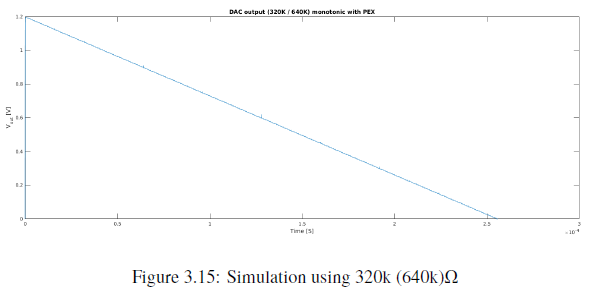 DAC output (320K / 640K) monotonic with PEX
1.2
1
0.8
0.6
0.4
0.2
0
V_out [V]
0 0.5 1 1.5 2 2.5 3
Time [S]
×10^-4
Figure 3.15: Simulation using 320k (640k)Ω